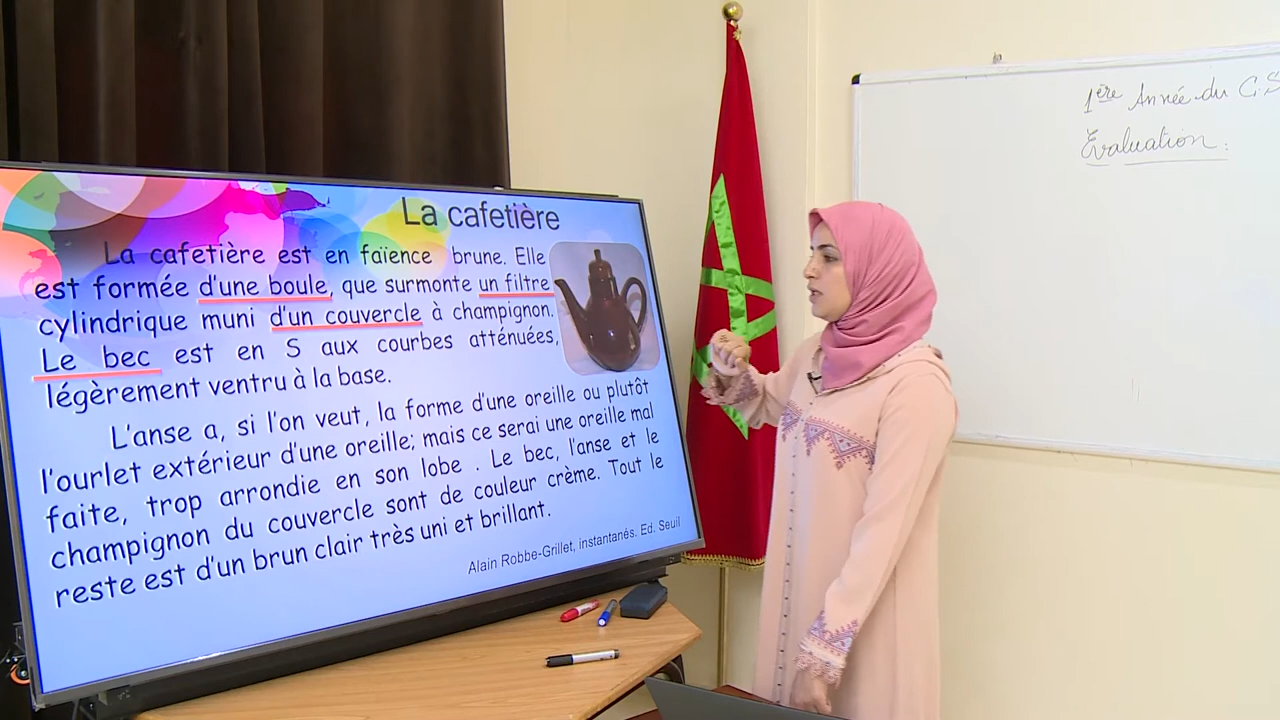 La cafetière
La cafetière est en faïence brune. Elle
est formée d'une boule, que surmonte un filtre
cylindrique muni d'un couvercle à champignon.
Le bec est en S aux courbes atténuées,
légèrement ventru à la base.
L'anse a, si l'on veut, la forme d'une oreille ou plutôt
l'ourlet extérieur d'une oreille; mais ce serai une oreille mal
faite, trop arrondie en son lobe . Le bec, l'anse et le
champignon du couvercle sont de couleur crème. Tout le
reste est d'un brun clair très uni et brillant.
Alain Robbe-Grillet, instantanés. Ed. Seuil
1ère Année du C.S
Evaluation :